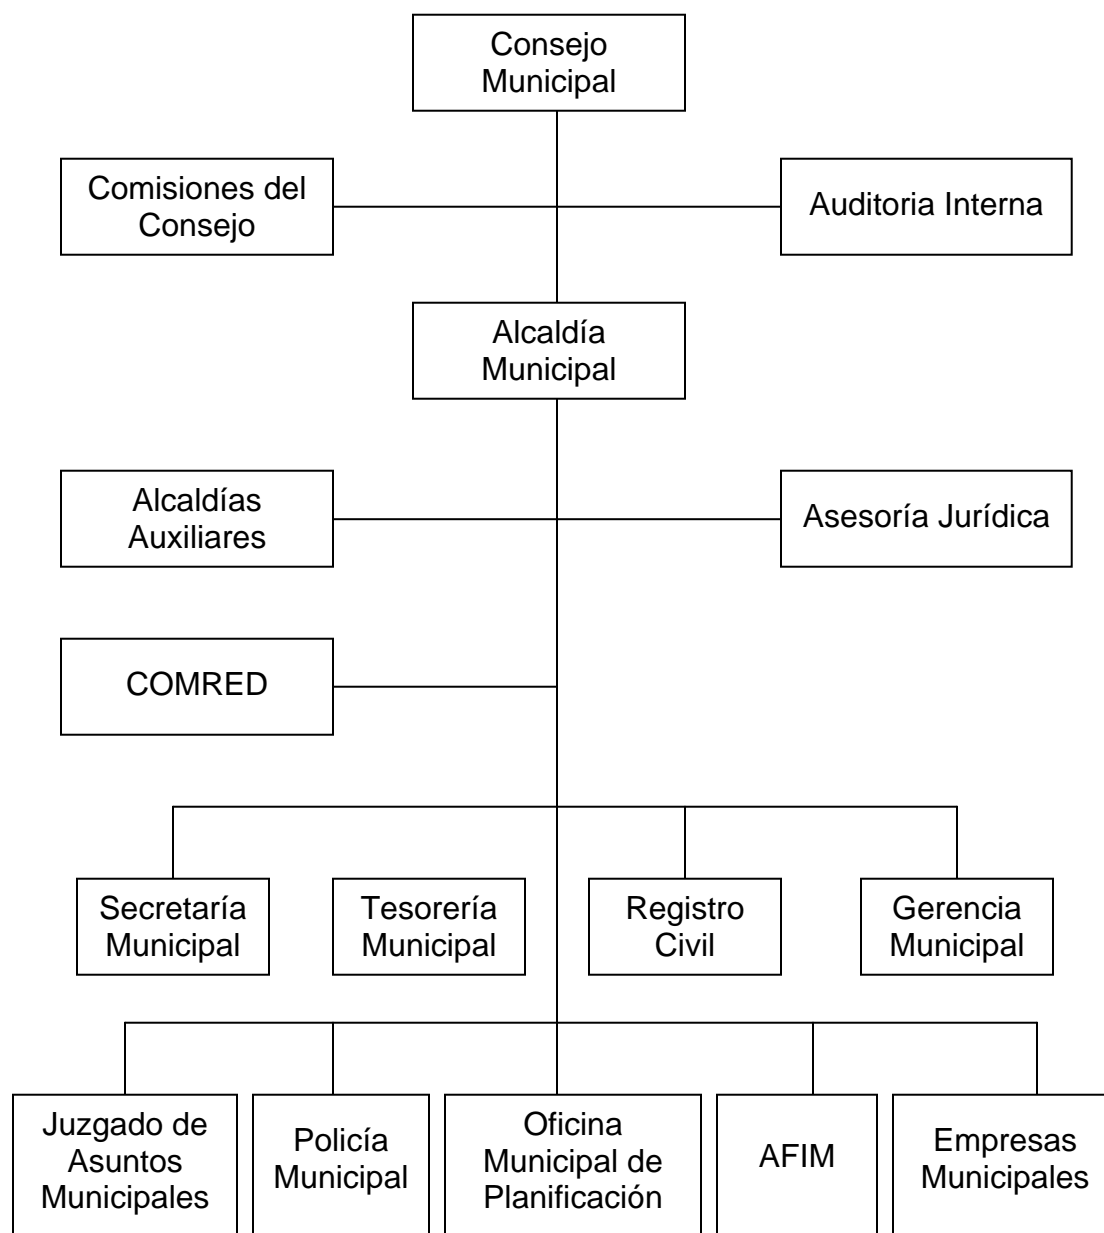 Consejo
Municipal
Comisiones del
Consejo
Auditoria Interna
Alcaldía
Municipal
Alcaldías
Auxiliares
Asesoría Jurídica
COMRED
Secretaría
Municipal
Tesorería
Municipal
Registro
Civil
Gerencia
Municipal
Juzgado de
Asuntos
Municipales
Policía
Municipal
Oficina
Municipal de
Planificación
AFIM
Empresas
Municipales